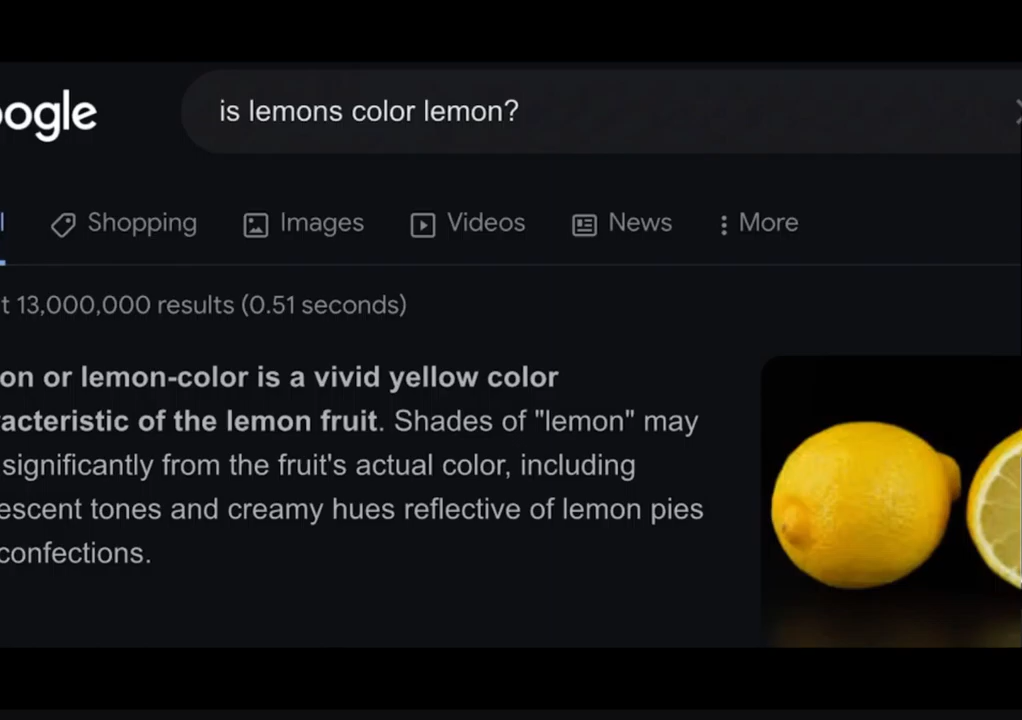 oogle
is lemons color lemon?
Shopping Images Videos News More
t 13,000,000 results (0.51 seconds)
on or lemon-color is a vivid yellow color
acteristic of the lemon fruit. Shades of "lemon" may
significantly from the fruit's actual color, including
escent tones and creamy hues reflective of lemon pies
confections.